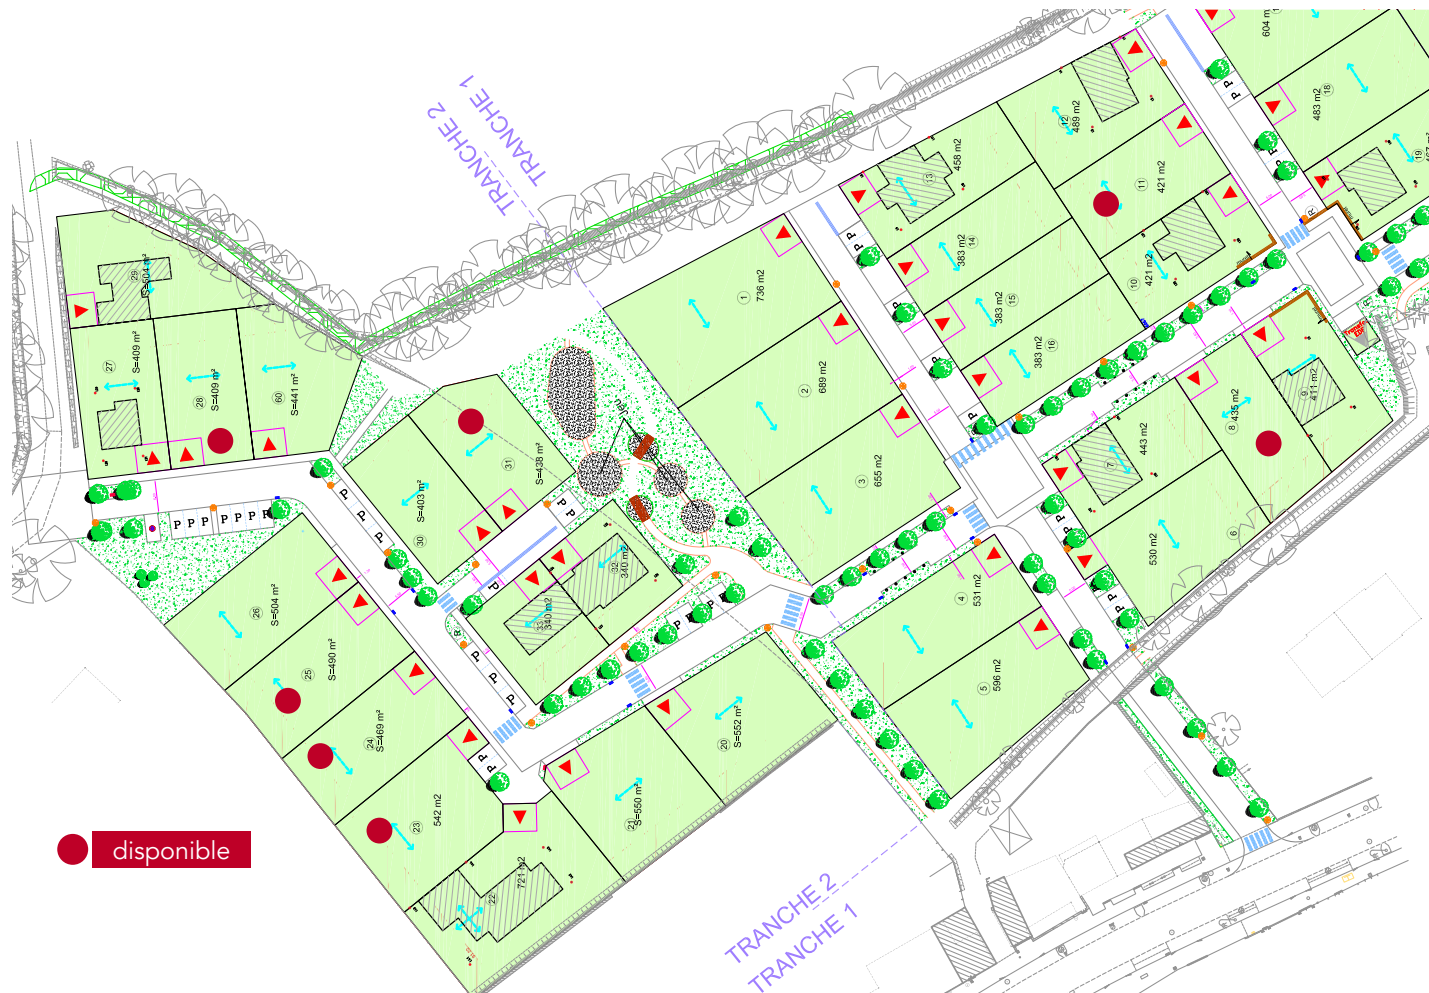 TRANCHE 2
TRANCHE 1
604 m2
18
483 m2
19
12
489 m2
11
421 m2
13
458 m2
14
383 m2
15
383 m2
16
383 m2
10
421 m2
1
736 m2
2
689 m2
3
655 m2
4
531 m2
5
596 m2
6
530 m2
7
443 m2
8
435 m2
9
411 m2
Transfo
EDF
29
S=504 m²
27
S=409 m²
28
S=409 m²
60
S=441 m²
30
S=403 m²
31
S=438 m²
32
340 m2
33
340 m2
26
S=504 m²
25
S=490 m²
24
S=469 m²
23
542 m2
22
721 m2
21
S=550 m²
20
S=552 m²
Jeu
P P P P P P P
P
P
P
P
R
R
disponible
TRANCHE 2
TRANCHE 1